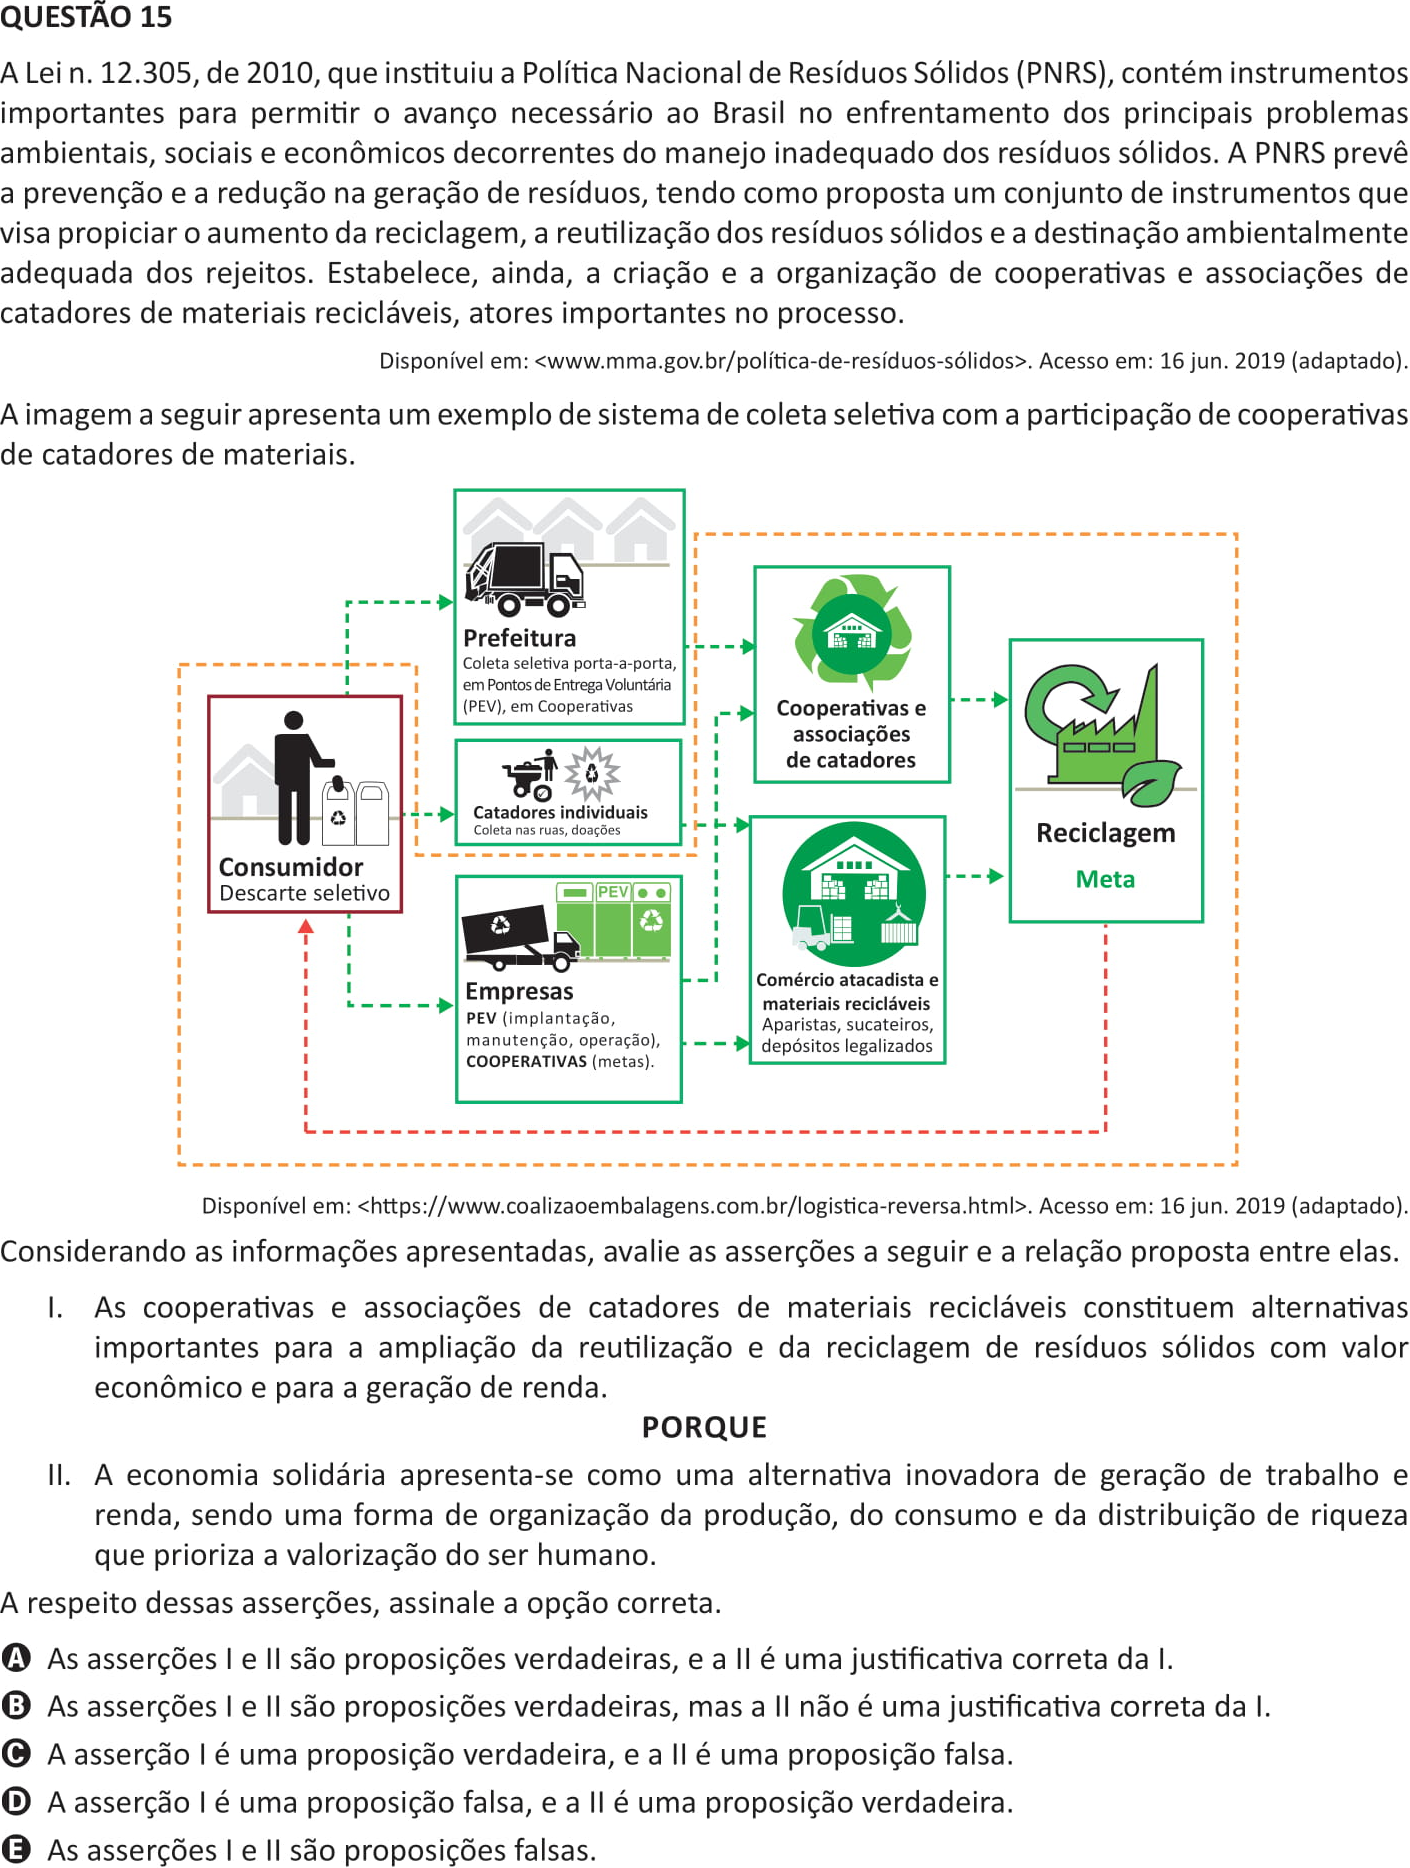 QUESTÃO 15
A Lei n. 12.305, de 2010, que instituiu a Política Nacional de Resíduos Sólidos (PNRS), contém instrumentos
importantes para permitir o avanço necessário ao Brasil no enfrentamento dos principais problemas
ambientais, sociais e econômicos decorrentes do manejo inadequado dos resíduos sólidos. A PNRS prevê
a prevenção e a redução na geração de resíduos, tendo como proposta um conjunto de instrumentos que
visa propiciar o aumento da reciclagem, a reutilização dos resíduos sólidos e a destinação ambientalmente
adequada dos rejeitos. Estabelece, ainda, a criação e a organização de cooperativas e associações de
catadores de materiais recicláveis, atores importantes no processo.
Disponível em: <www.mma.gov.br/política-de-resíduos-sólidos>. Acesso em: 16 jun. 2019 (adaptado).
A imagem a seguir apresenta um exemplo de sistema de coleta seletiva com a participação de cooperativas
de catadores de materiais.
Consumidor
Descarte seletivo
Prefeitura
Coleta seletiva porta-a-porta,
em Pontos de Entrega Voluntária
(PEV), em Cooperativas
Catadores individuais
Coleta nas ruas, doações
PEV
Empresas
PEV (implantação,
manutenção, operação),
COOPERATIVAS (metas).
Cooperativas e
associações
de catadores
Comércio atacadista e
materiais recicláveis
Aparistas, sucateiros,
depósitos legalizados
Reciclagem
Meta
Disponível em: <https://www.coalizaoembalagens.com.br/logistica-reversa.html>. Acesso em: 16 jun. 2019 (adaptado).
Considerando as informações apresentadas, avalie as asserções a seguir e a relação proposta entre elas.
I. As cooperativas e associações de catadores de materiais recicláveis constituem alternativas
importantes para a ampliação da reutilização e da reciclagem de resíduos sólidos com valor
econômico e para a geração de renda.
PORQUE
II. A economia solidária apresenta-se como uma alternativa inovadora de geração de trabalho e
renda, sendo uma forma de organização da produção, do consumo e da distribuição de riqueza
que prioriza a valorização do ser humano.
A respeito dessas asserções, assinale a opção correta.
A As asserções I e II são proposições verdadeiras, e a II é uma justificativa correta da I.
B As asserções I e II são proposições verdadeiras, mas a II não é uma justificativa correta da I.
C A asserção I é uma proposição verdadeira, e a II é uma proposição falsa.
D A asserção I é uma proposição falsa, e a II é uma proposição verdadeira.
E As asserções I e II são proposições falsas.